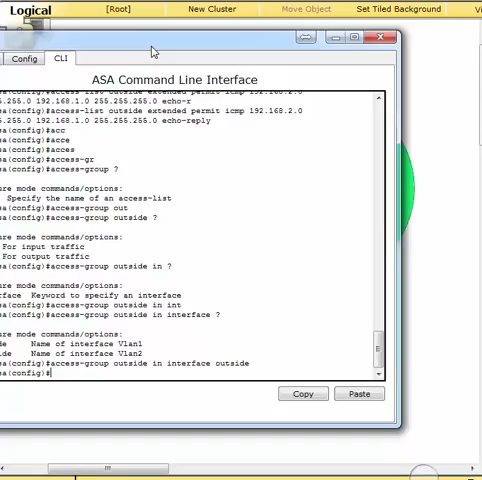 Logical
[Root]
New Cluster
Move Object
Set Tiled Background
Config
CLI
ASA Command Line Interface
.255.0 192.168.1.0 255.255.255.0 echo-r
sa(config)#access-list outside extended permit icmp 192.168.2.0
5.255.0 192.168.1.0 255.255.255.0 echo-reply
sa(config)#acc
sa(config)#acce
sa(config)#acces
sa(config)#access-gr
sa(config)#access-group ?
ure mode commands/options:
Specify the name of an access-list
sa(config)#access-group out
sa(config)#access-group outside ?
ure mode commands/options:
For input traffic
For output traffic
sa(config)#access-group outside in ?
ure mode commands/options:
rface Keyword to specify an interface
sa(config)#access-group outside in int
sa(config)#access-group outside in interface ?
ure mode commands/options:
de Name of interface Vlan1
ide Name of interface Vlan2
sa(config)#access-group outside in interface outside
sa(config)#
Copy
Paste